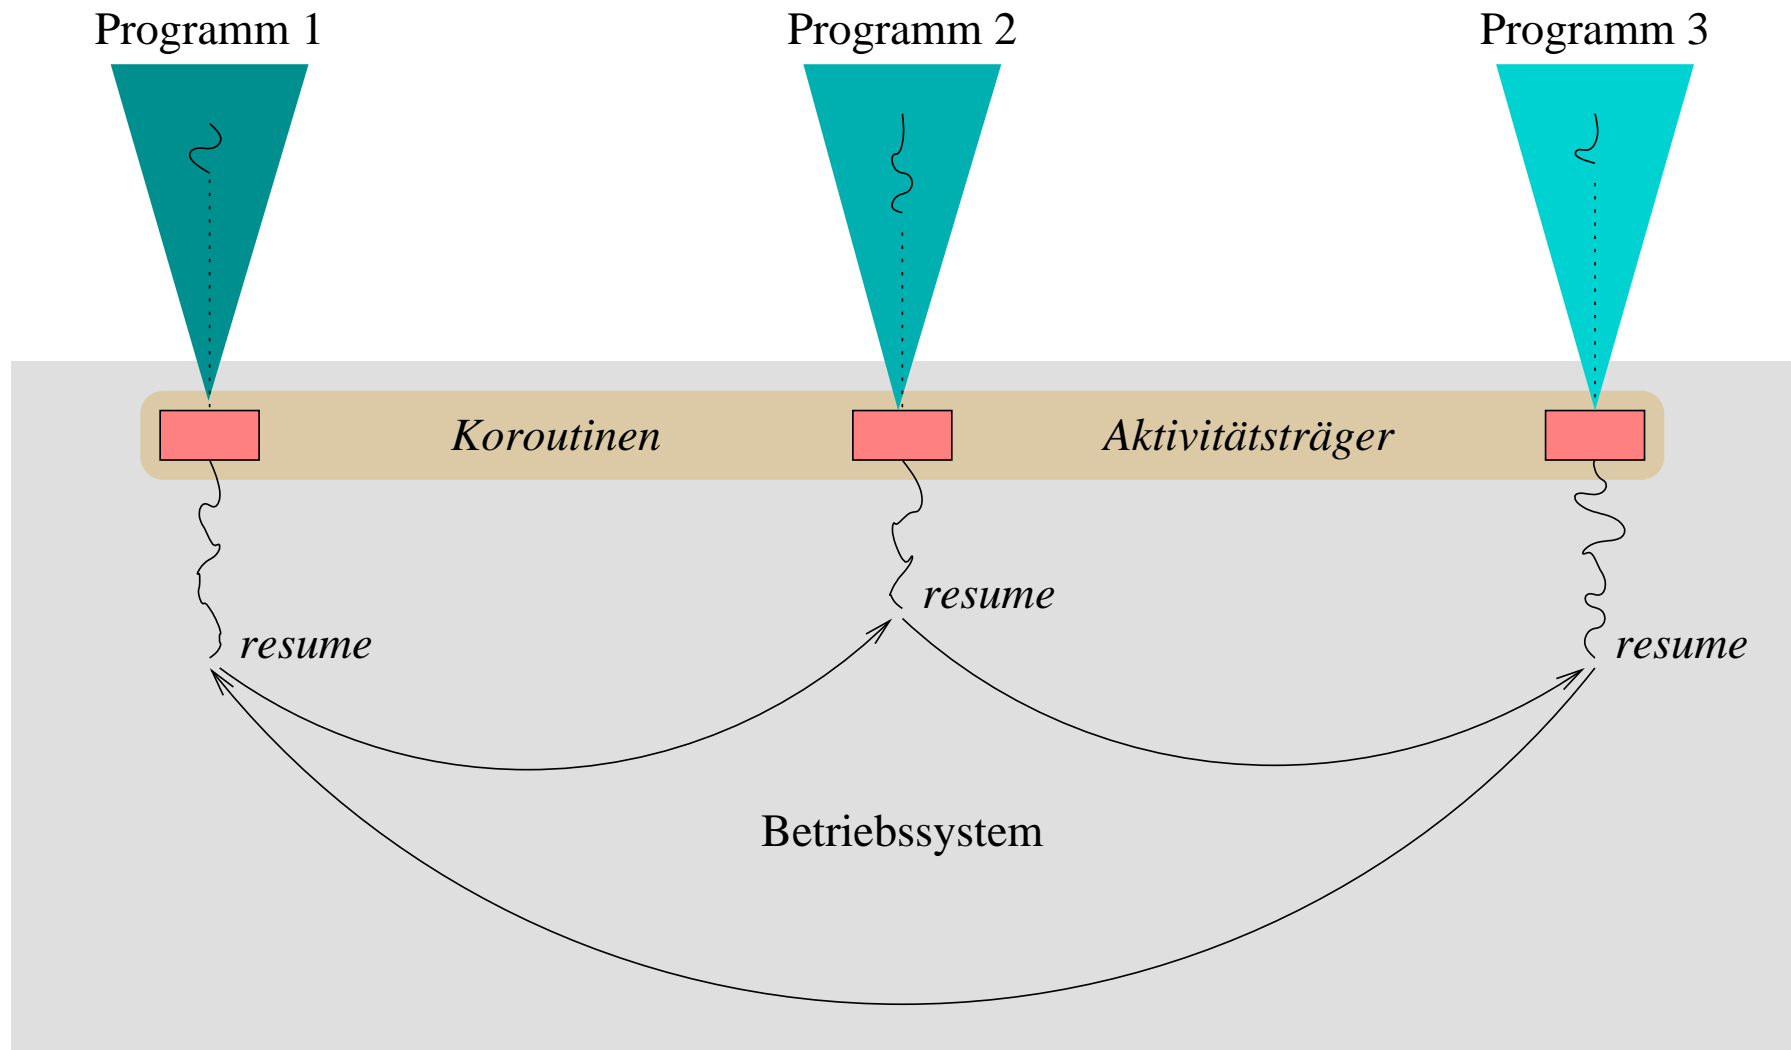 Programm 1
Programm 2
Programm 3
Koroutinen
Aktivitätsträger
resume
resume
resume
Betriebssystem